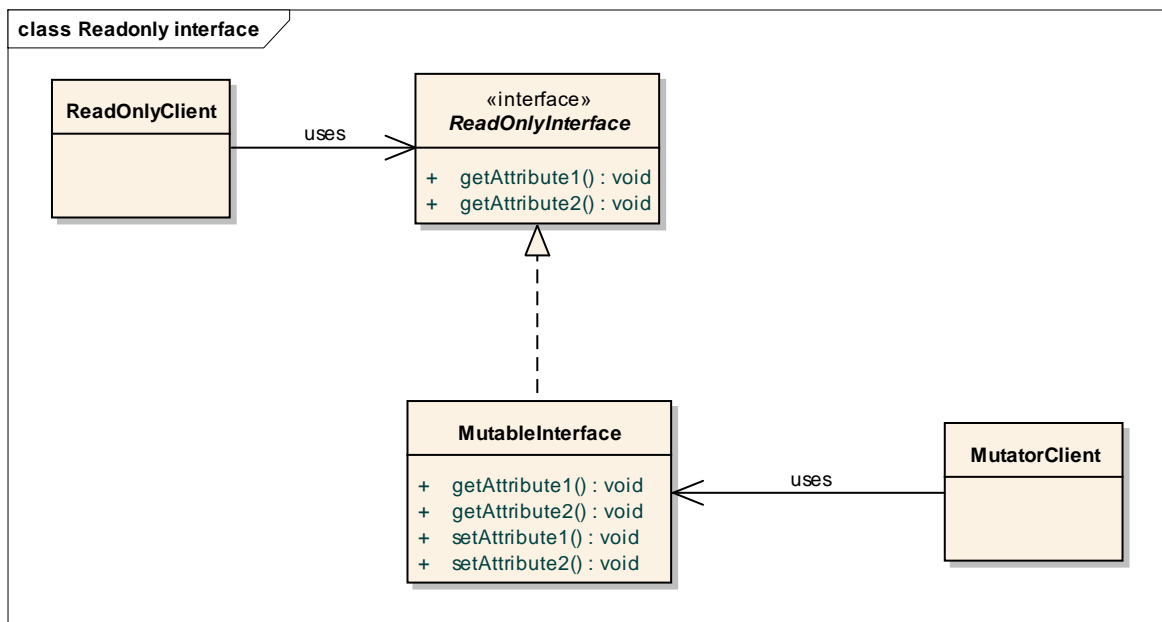 class Readonly interface
ReadOnlyClient
uses
«interface»
ReadOnlyInterface
+ getAttribute1() : void
+ getAttribute2() : void
MutableInterface
+ getAttribute1() : void
+ getAttribute2() : void
+ setAttribute1() : void
+ setAttribute2() : void
uses
MutatorClient